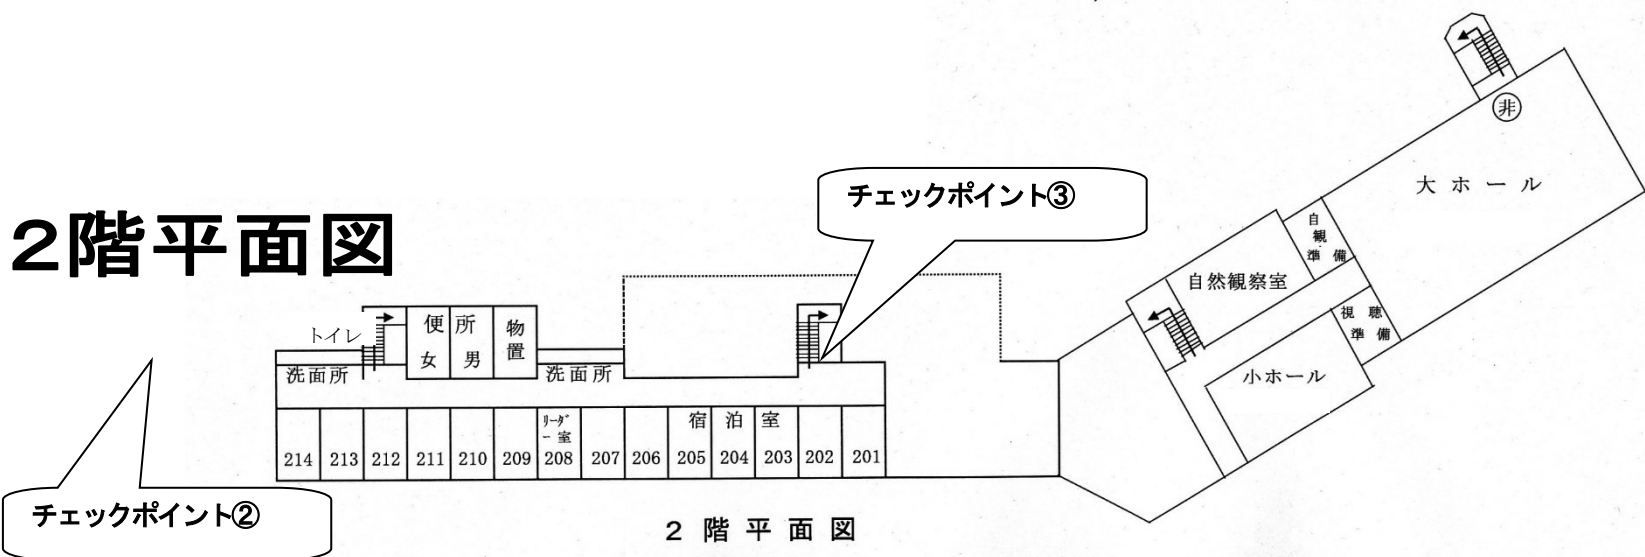 2階平面図
チェックポイント③
チェックポイント②
非
大ホール
自観準備
自然観察室
視聴準備
小ホール
トイレ
便所
女 男
物置
洗面所
洗面所
リーダー室
宿泊室
214 213 212 211 210 209 208 207 206 205 204 203 202 201
2階平面図